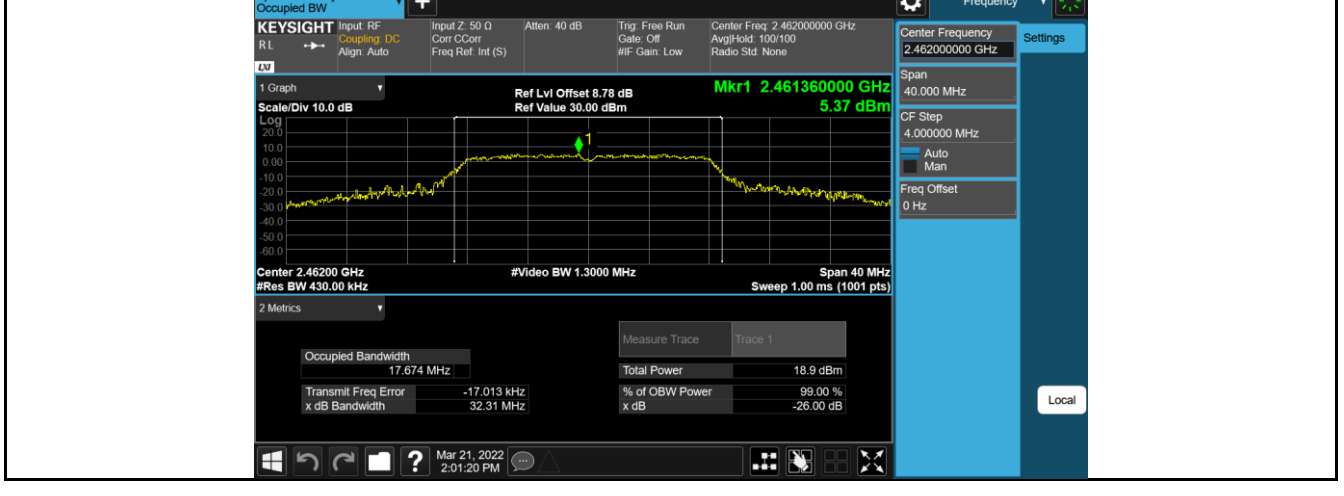 Occupied BW
Frequency
KEYSIGHT
R L
LXI
Input: RF
Coupling: DC
Align: Auto
Input Z: 50 Ω
Corr CCorr
Freq Ref: Int (S)
Atten: 40 dB
Trig: Free Run
Gate: Off
#IF Gain: Low
Center Freq: 2.462000000 GHz
Avg|Hold: 100/100
Radio Std: None
1 Graph
Scale/Div 10.0 dB
Ref Lvl Offset 8.78 dB
Ref Value 30.00 dBm
Mkr1 2.461360000 GHz
5.37 dBm
Log
20.0
10.0
0.00
-10.0
-20.0
-30.0
-40.0
-50.0
-60.0
1
Center 2.46200 GHz
#Video BW 1.3000 MHz
Span 40 MHz
#Res BW 430.00 kHz
Sweep 1.00 ms (1001 pts)
2 Metrics
Measure Trace
Trace 1
Occupied Bandwidth
17.674 MHz
Total Power
18.9 dBm
Transmit Freq Error
-17.013 kHz
% of OBW Power
99.00 %
x dB Bandwidth
32.31 MHz
x dB
-26.00 dB
Mar 21, 2022
2:01:20 PM
?
Center Frequency
2.462000000 GHz
Settings
Span
40.000 MHz
CF Step
4.000000 MHz
Auto
Man
Freq Offset
0 Hz
Local